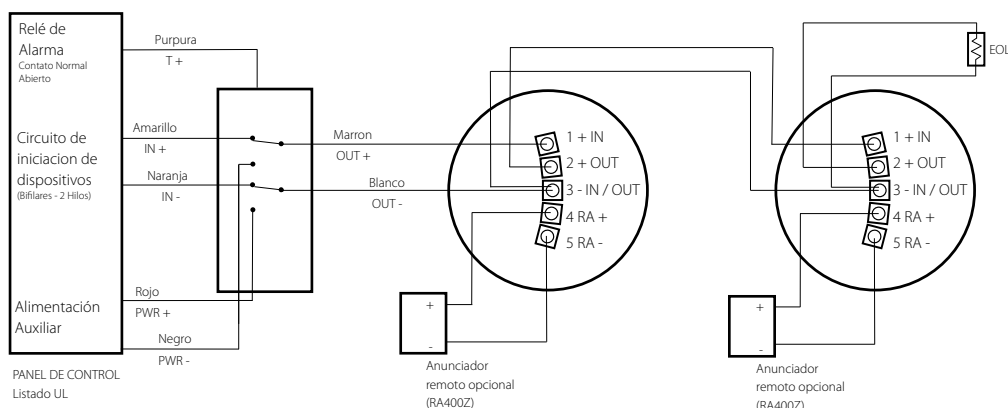 Relé de
Alarma
Contato Normal
Abierto
Purpura
T +
Circuito de
iniciacion de
dispositivos
(Bifilares - 2 Hilos)
Amarillo
IN +
Naranja
IN -
Marron
OUT +
Blanco
OUT -
Alimentación
Auxiliar
Rojo
PWR +
Negro
PWR -
PANEL DE CONTROL
Listado UL
1 + IN
2 + OUT
3 - IN / OUT
4 RA +
5 RA -
+
-
Anunciador
remoto opcional
(RA400Z)
1 + IN
2 + OUT
3 - IN / OUT
4 RA +
5 RA -
+
-
Anunciador
remoto opcional
(RA400Z)
EOL